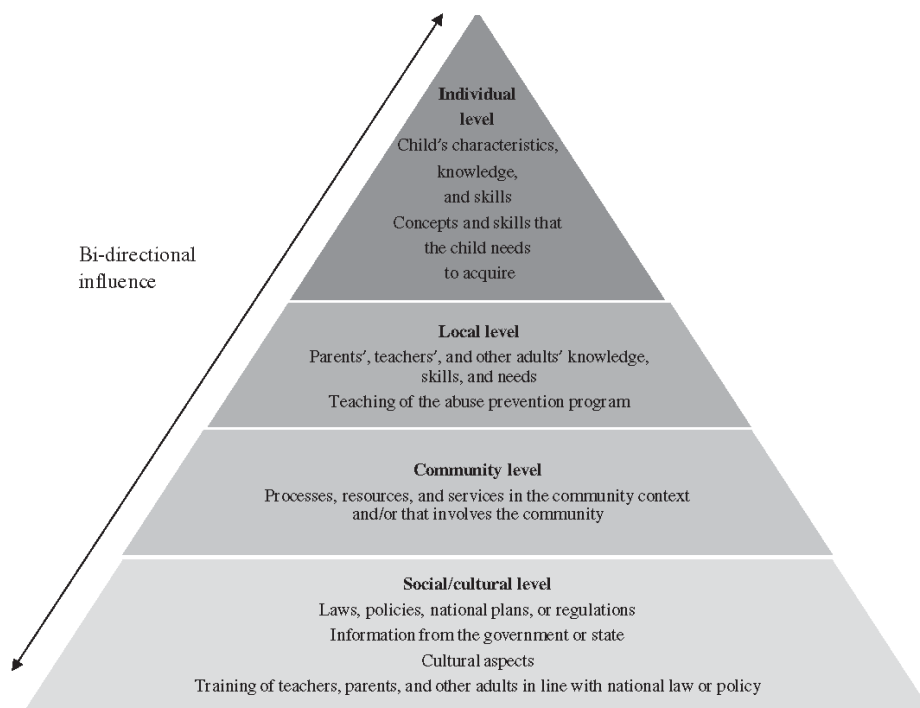 Individual
level
Child's characteristics,
knowledge,
and skills
Concepts and skills that
the child needs
to acquire
Bi-directional
influence
Local level
Parents', teachers', and other adults' knowledge,
skills, and needs
Teaching of the abuse prevention program
Community level
Processes, resources, and services in the community context
and/or that involves the community
Social/cultural level
Laws, policies, national plans, or regulations
Information from the government or state
Cultural aspects
Training of teachers, parents, and other adults in line with national law or policy